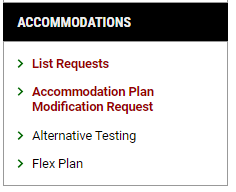 ACCOMMODATIONS
List Requests
Accommodation Plan
Modification Request
Alternative Testing
Flex Plan